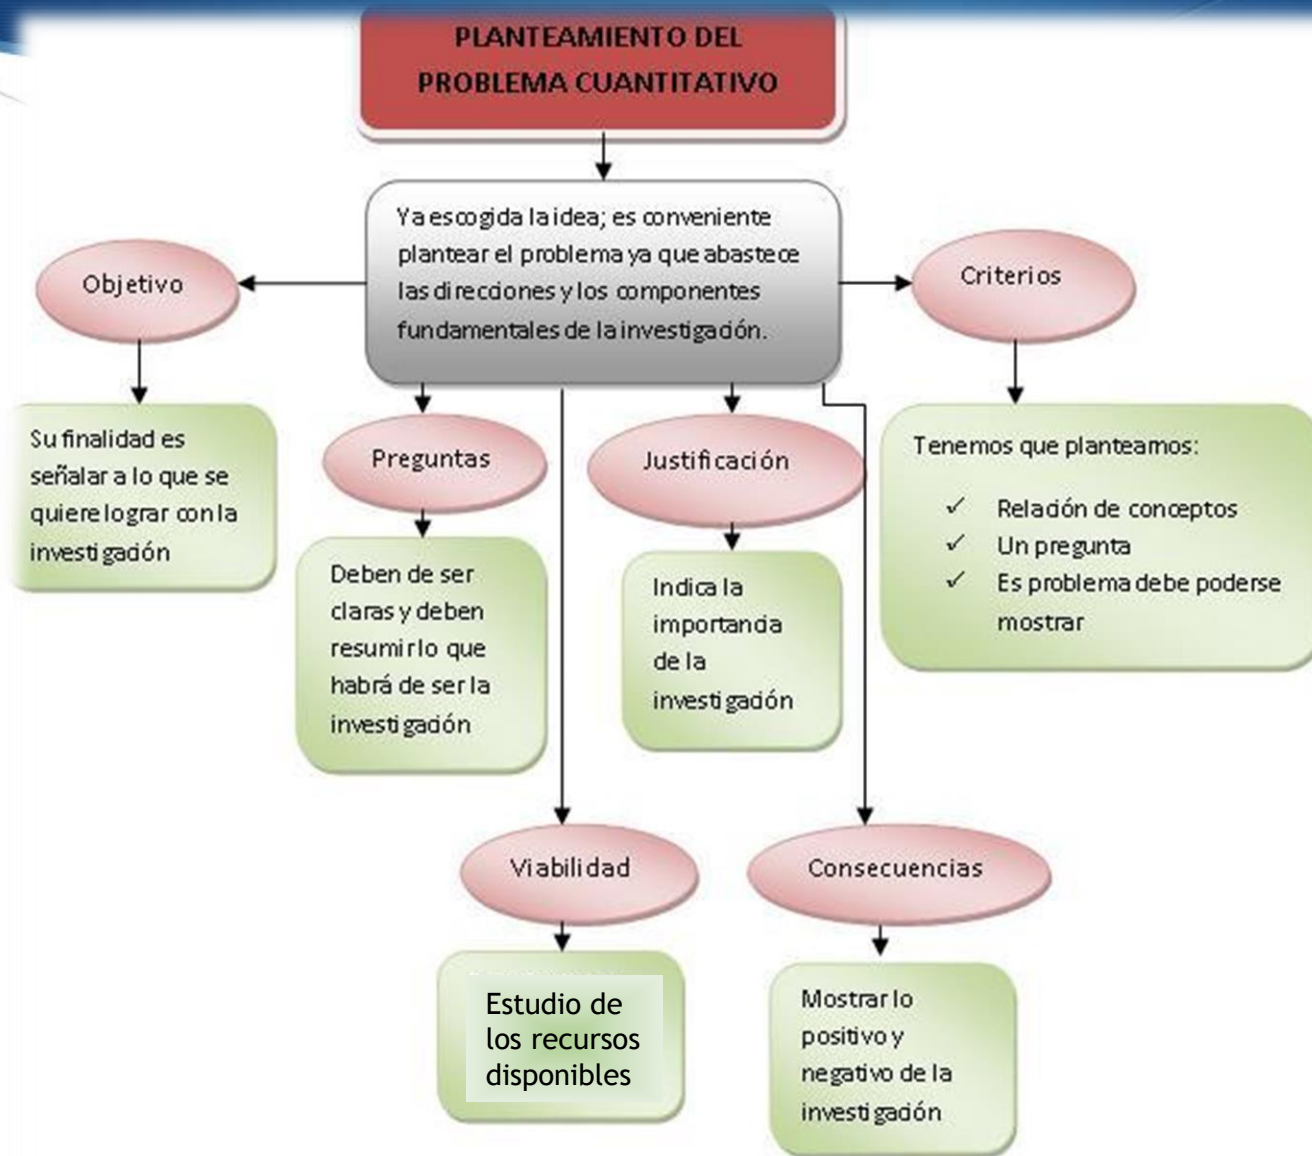 PLANTEAMIENTO DEL
PROBLEMA CUANTITATIVO
Ya escogida la idea; es conveniente
plantear el problema ya que abastece
las direcciones y los componentes
fundamentales de la investigación.
Objetivo
Criterios
Su finalidad es
señalar a lo que se
quiere lograr con la
investigación
Preguntas
Justificación
Tenemos que plantearnos:
✓ Relación de conceptos
✓ Un pregunta
✓ Es problema debe poderse
mostrar
Deben de ser
claras y deben
resumir lo que
habrá de ser la
investigación
Indica la
importancia
de la
investigación
Viabilidad
Consecuencias
Estudio de
los recursos
disponibles
Mostrar lo
positivo y
negativo de la
investigación